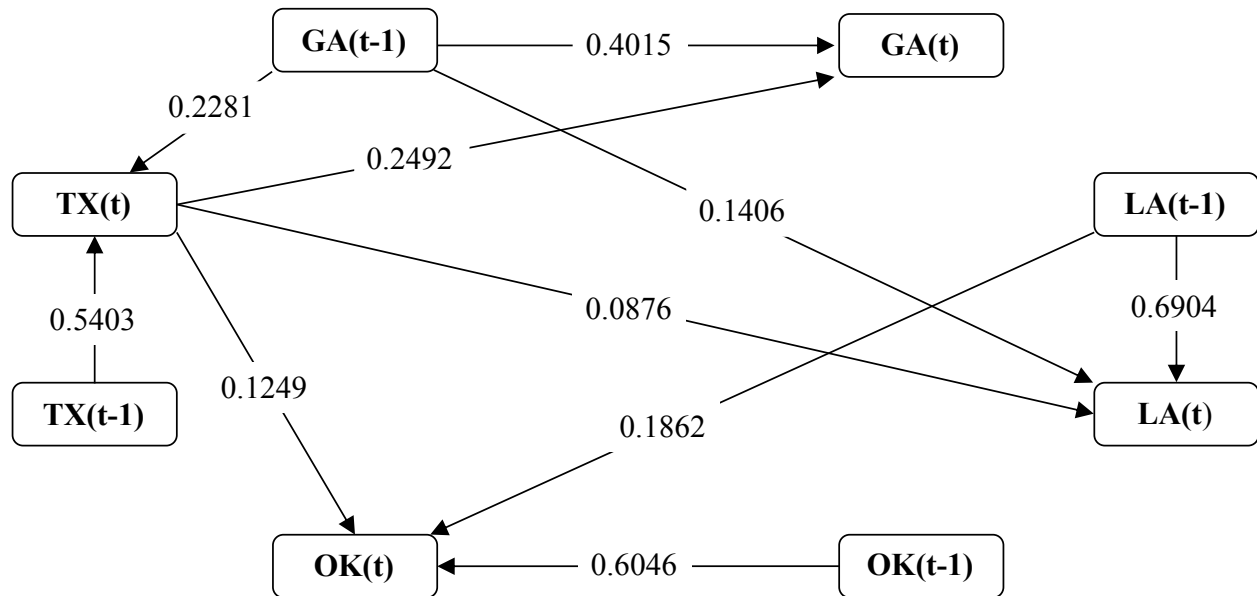 GA(t-1)
0.4015
GA(t)
0.2281
0.2492
TX(t)
0.1406
LA(t-1)
0.5403
0.0876
0.6904
TX(t-1)
0.1249
0.1862
LA(t)
OK(t)
0.6046
OK(t-1)